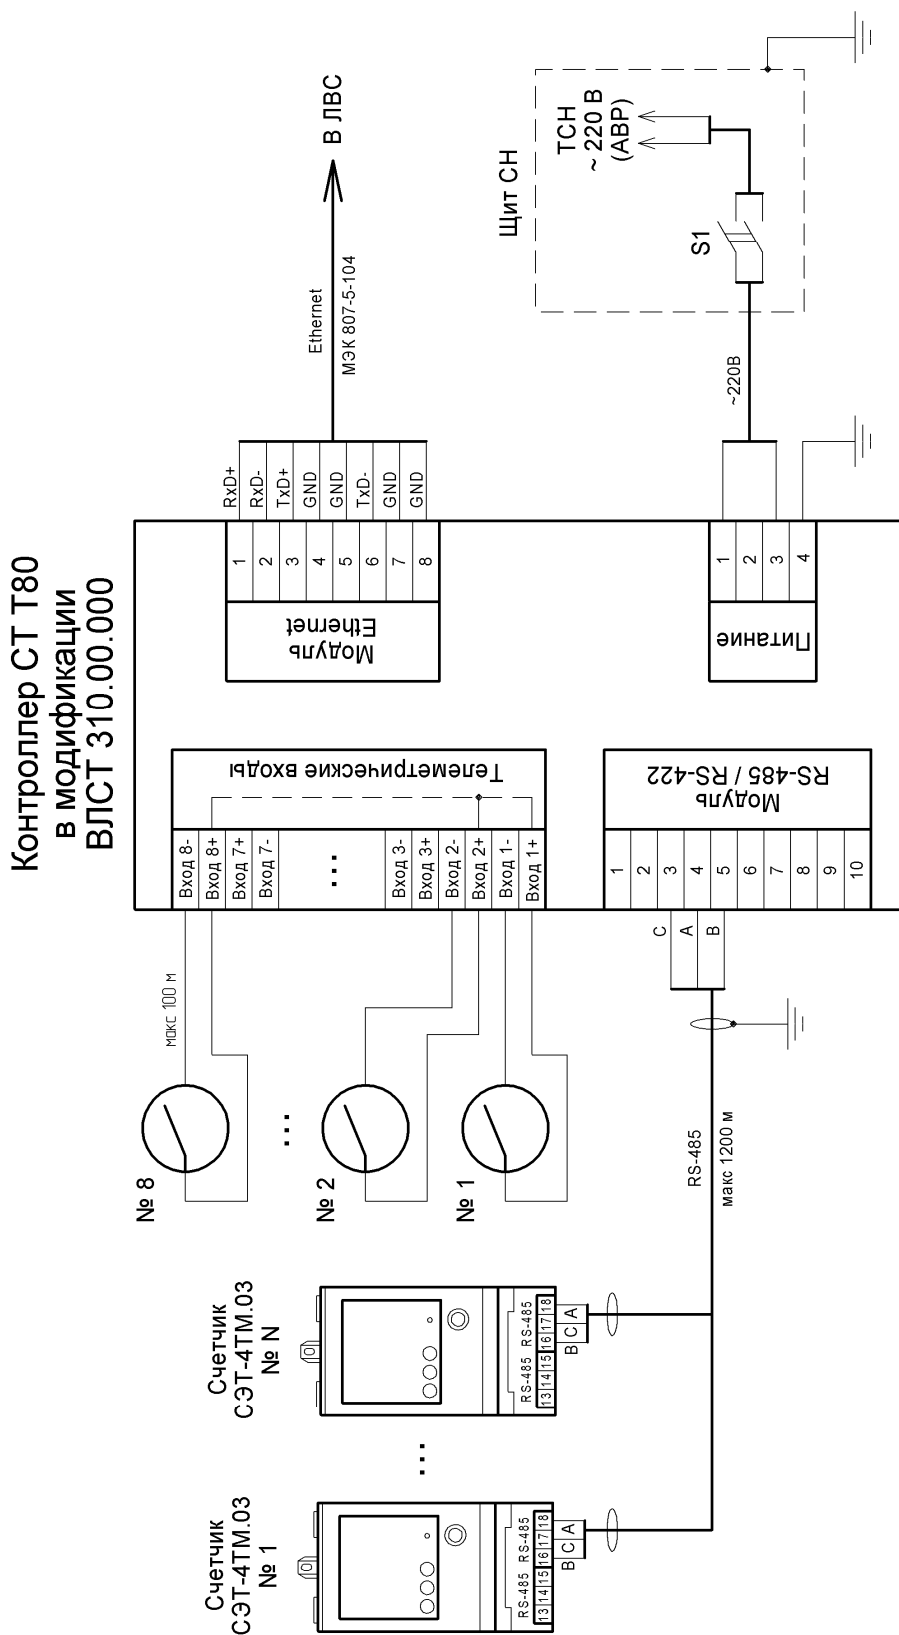 Контроллер СТ Т80
в модификации
ВЛСТ 310.00.000
Счетчик
СЭТ-4ТМ.03
№ 1
RS-485
RS-485
13 14 15 16 17 18
В С А
...
Счетчик
СЭТ-4ТМ.03
№ N
RS-485
RS-485
13 14 15 16 17 18
В С А
RS-485
макс 1200 м
№ 8
...
№ 2
№ 1
макс 100 м
Вход 8-
Вход 8+
Вход 7+
Вход 7-
...
Вход 3-
Вход 3+
Вход 2-
Вход 2+
Вход 1-
Вход 1+
Телеметрические входы
С
А
В
1
2
3
4
5
6
7
8
9
10
Модуль
RS-485 / RS-422
Модуль
Ethernet
1
2
3
4
5
6
7
8
RxD+
RxD-
TxD+
GND
GND
TxD-
GND
GND
Ethernet
МЭК 807-5-104
В ЛВС
Питание
1
2
3
4
~220В
Щит СН
S1
ТСН
~ 220 В
(АВР)